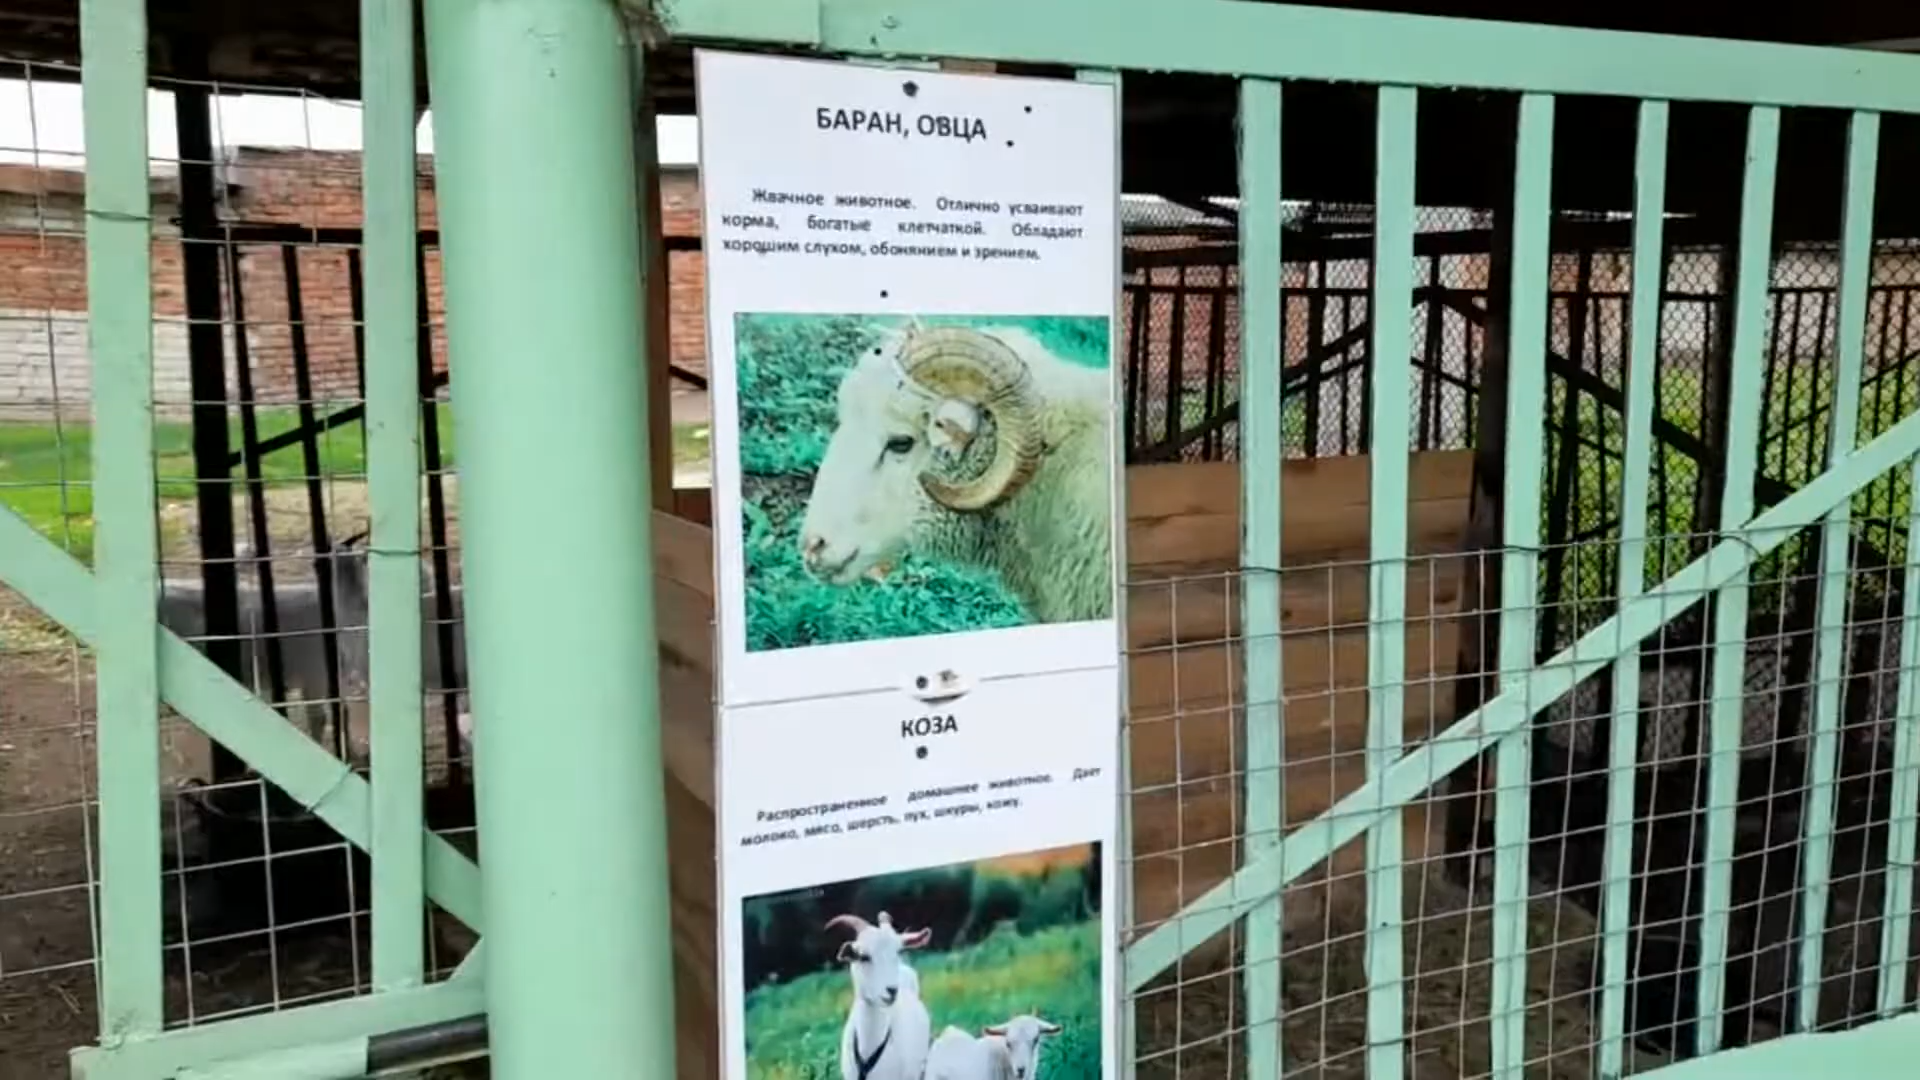 БАРАН, ОВЦА
Жвачное животное. Отлично усваивают
корма, богатые клетчаткой. Обладают
хорошим слухом, обонянием и зрением.
КОЗА
Распространенное домашнее животное. Дает
молоко, мясо, шерсть, пух, шкуры, кожу.